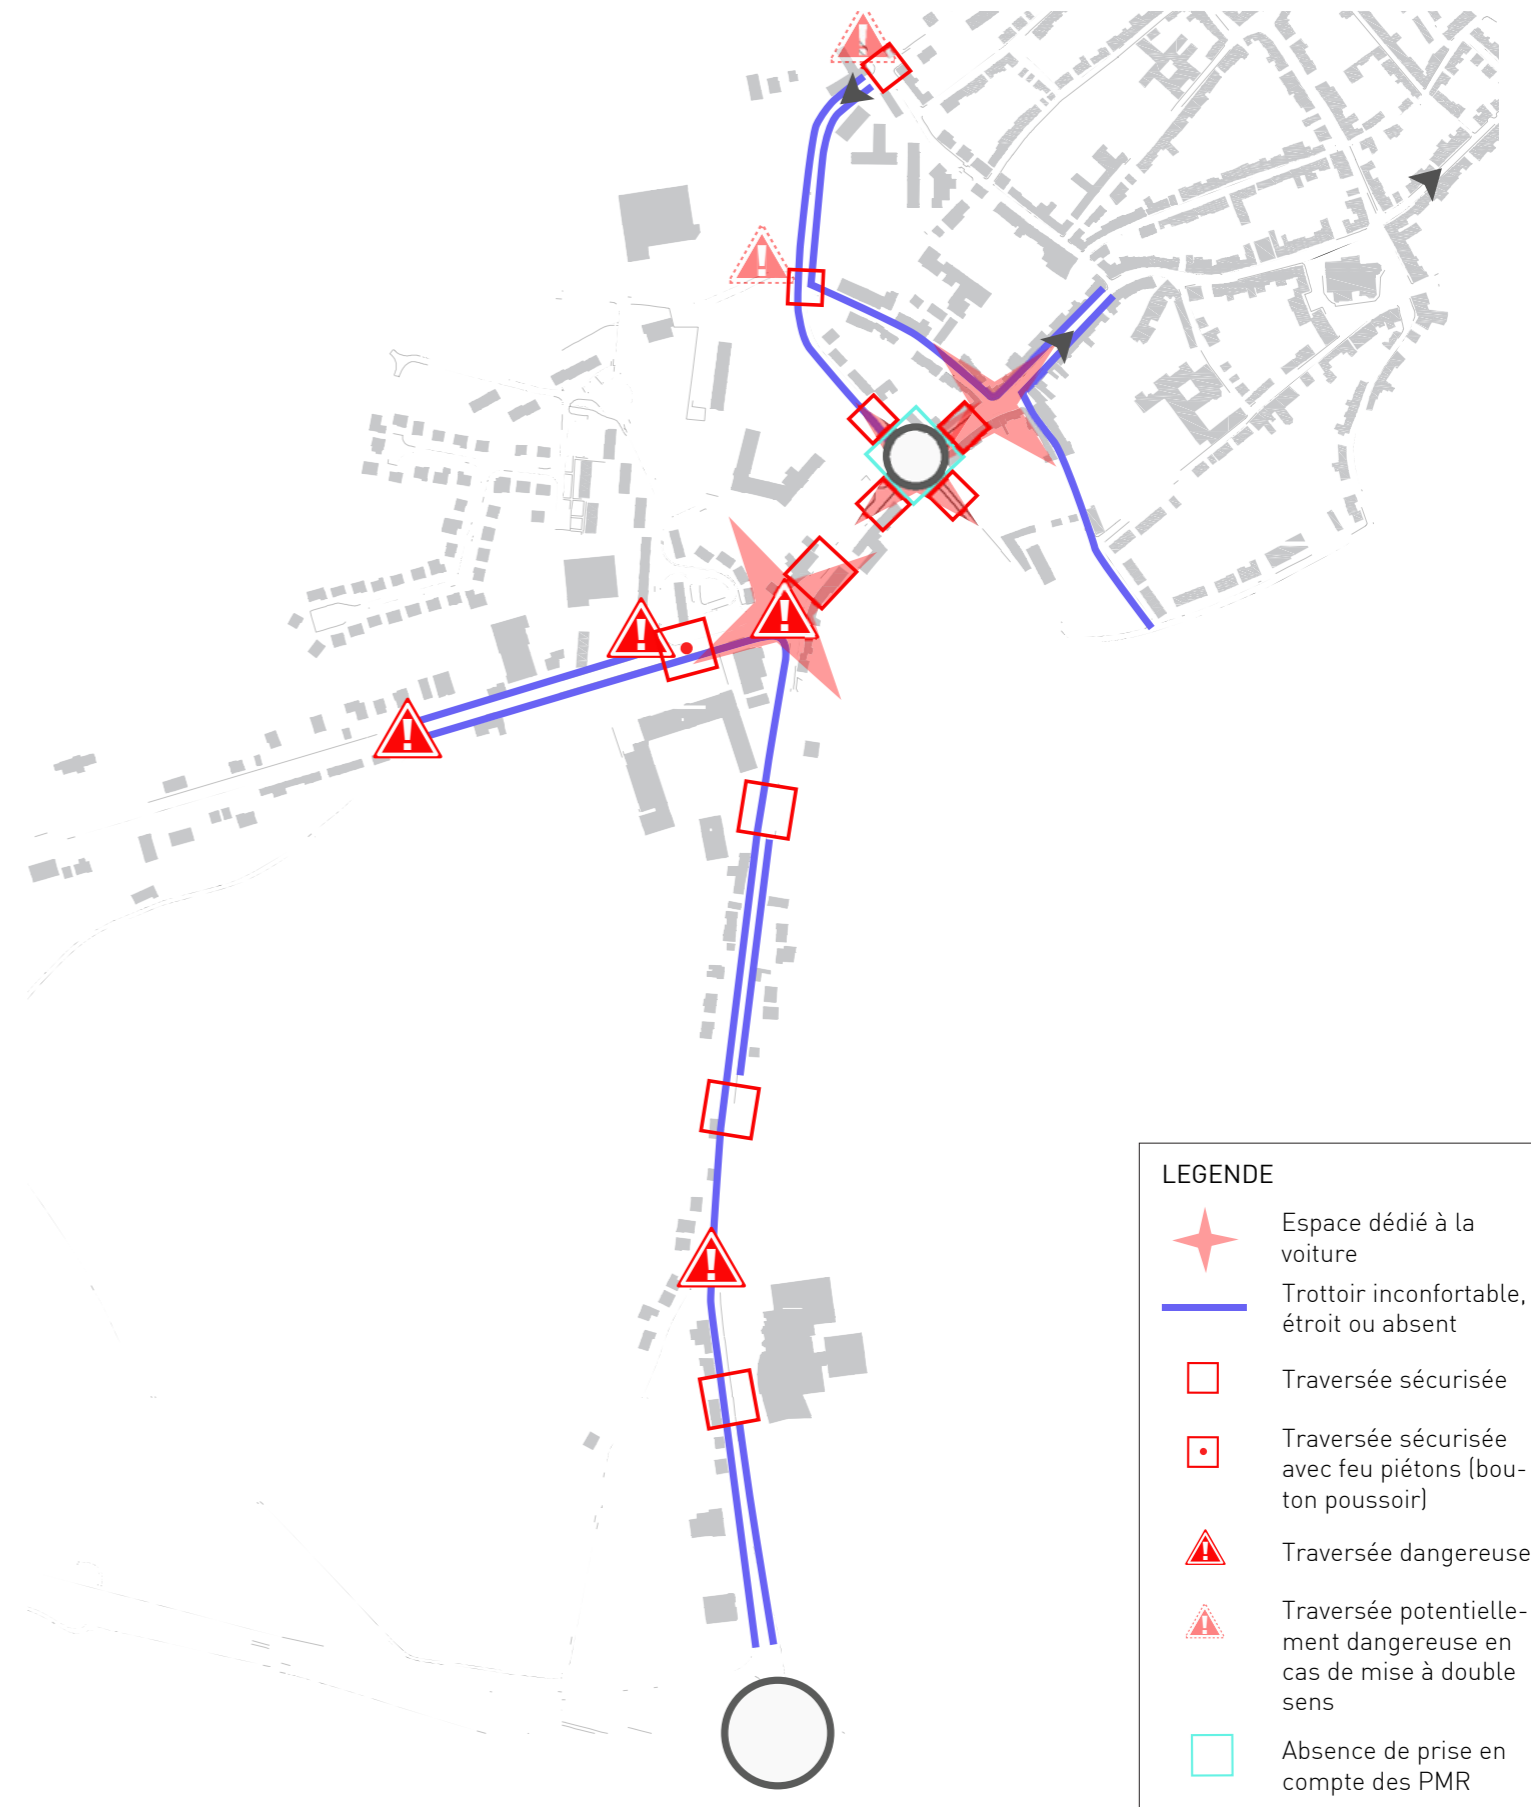 LEGENDE
Espace dédié à la
voiture
Trottoir inconfortable,
étroit ou absent
Traversée sécurisée
Traversée sécurisée
avec feu piétons (bou-
ton poussoir)
Traversée dangereuse
Traversée potentielle-
ment dangereuse en
cas de mise à double
sens
Absence de prise en
compte des PMR